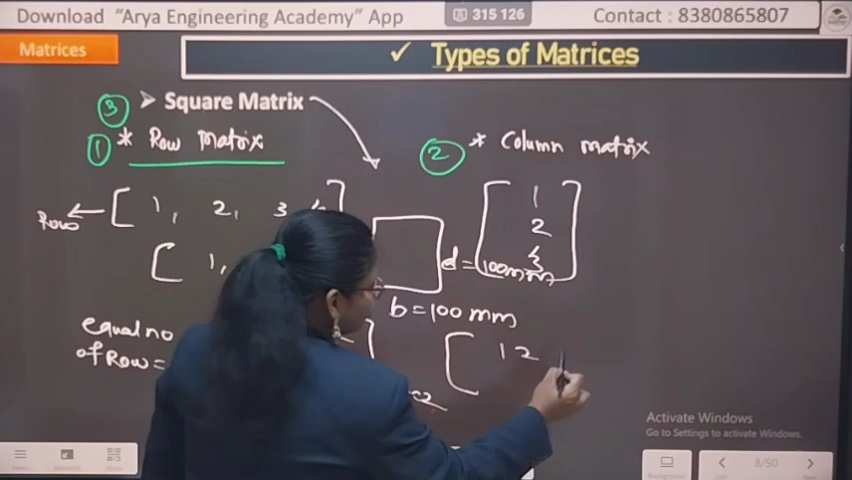 Download "Arya Engineering Academy" App
315 126
Contact : 8380865807
Matrices
✓ Types of Matrices
③ ➤ Square Matrix
① * Row matrix
② * Column matrix
Row ← [ 1, 2, 3
[ 1,
1
2
3
d = 100mm
b = 100 mm
equal no
of Row =
[ 1 2
Activate Windows
Go to Settings to activate Windows.
8/50